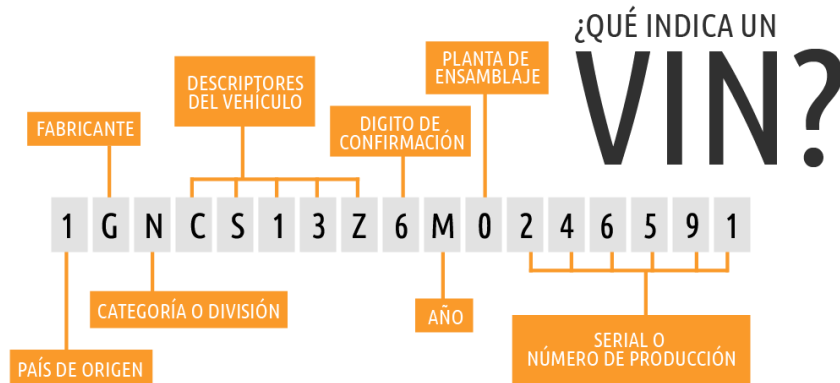 ¿QUÉ INDICA UN
VIN?
PLANTA DE
ENSAMBLAJE
DESCRIPTORES
DEL VEHÍCULO
FABRICANTE
DIGITO DE
CONFIRMACIÓN
1 G N C S 1 3 Z 6 M 0 2 4 6 5 9 1
CATEGORÍA O DIVISIÓN
AÑO
SERIAL O
NÚMERO DE PRODUCCIÓN
PAÍS DE ORIGEN